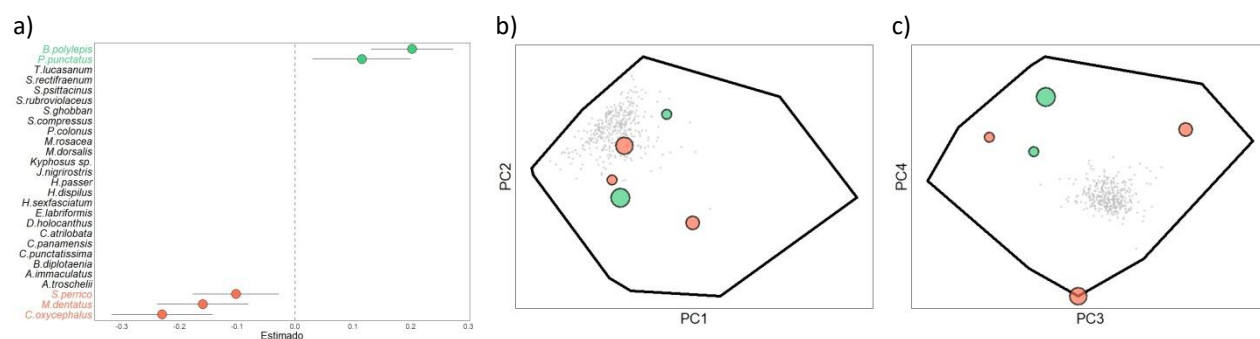 a)
B.polylepis
P.punctatus
T.lucasanum
S.rectifraenum
S.psittacinus
S.rubroviolaceus
S.ghobban
S.compressus
P.colonus
M.rosacea
M.dorsalis
Kyphosus sp.
J.nigrirostris
H.passer
H.dispilus
H.sexfasciatum
E.labriformis
D.holocanthus
C.atrilobata
C.panamensis
C.punctatissima
B.diplotaenia
A.immaculatus
A.troschelii
S.perrico
M.dentatus
C.oxycephalus
-0.3 -0.2 -0.1 0.0 0.1 0.2 0.3
Estimado
b)
PC2
PC1
c)
PC4
PC3